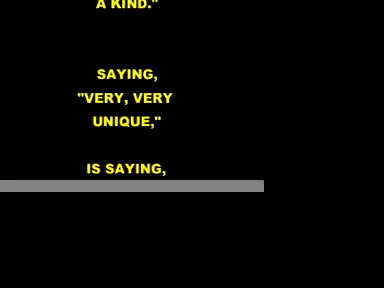 A KIND."
SAYING,
"VERY, VERY
UNIQUE,"
IS SAYING,